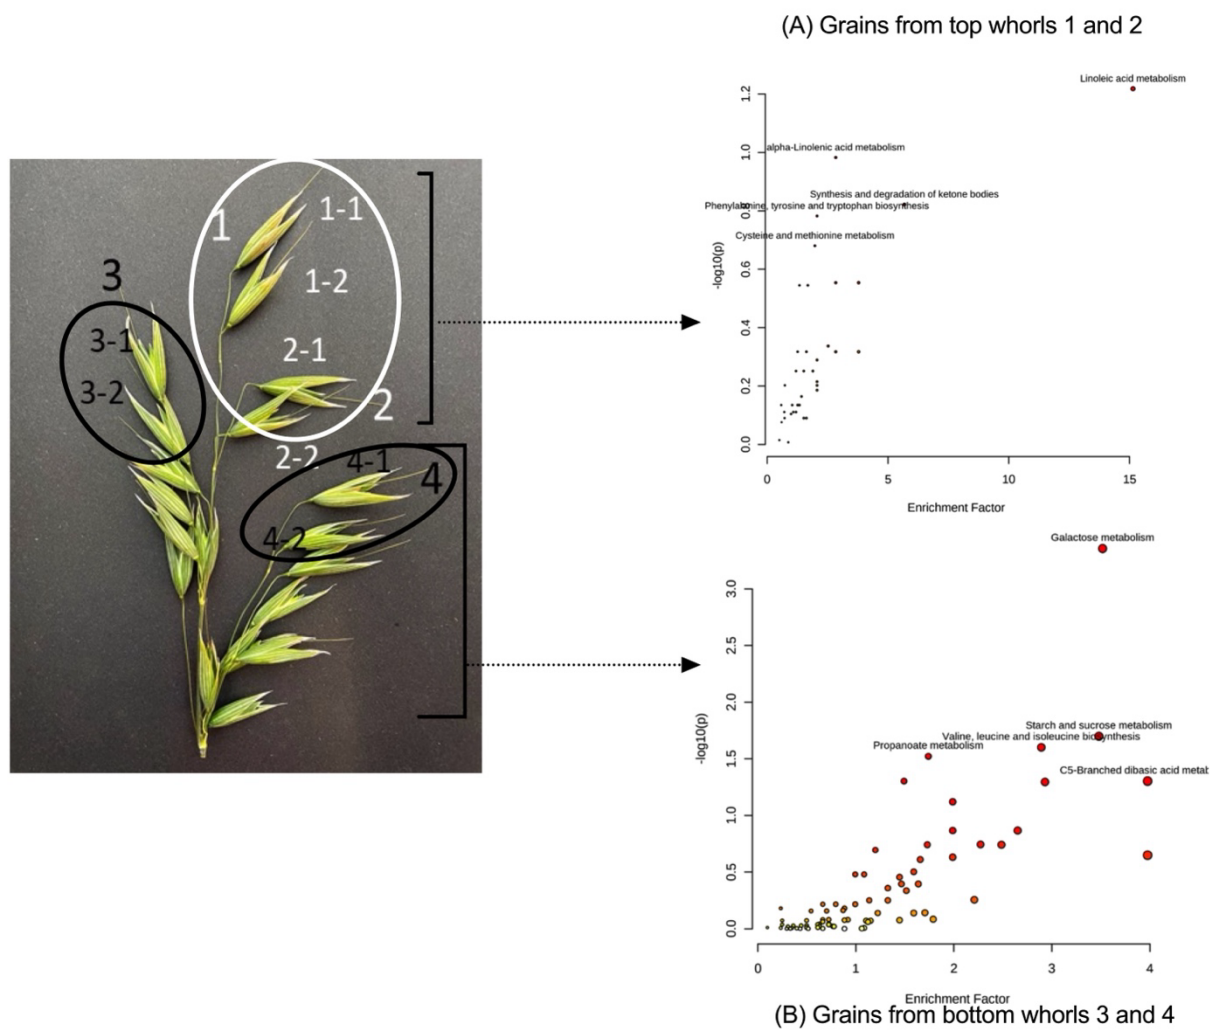 (A) Grains from top whorls 1 and 2
Linoleic acid metabolism
alpha-Linolenic acid metabolism
Synthesis and degradation of ketone bodies
Phenylalanine, tyrosine and tryptophan biosynthesis
Cysteine and methionine metabolism
-log10(p)
1.2
1.0
0.8
0.6
0.4
0.2
0.0
0 5 10 15
Enrichment Factor
1
1-1
1-2
2-1
2
2-2
3
3-1
3-2
4-1
4
4-2
Galactose metabolism
Starch and sucrose metabolism
Valine, leucine and isoleucine biosynthesis
Propanoate metabolism
C5-Branched dibasic acid metab
-log10(p)
3.0
2.5
2.0
1.5
1.0
0.5
0.0
0 1 2 3 4
Enrichment Factor
(B) Grains from bottom whorls 3 and 4